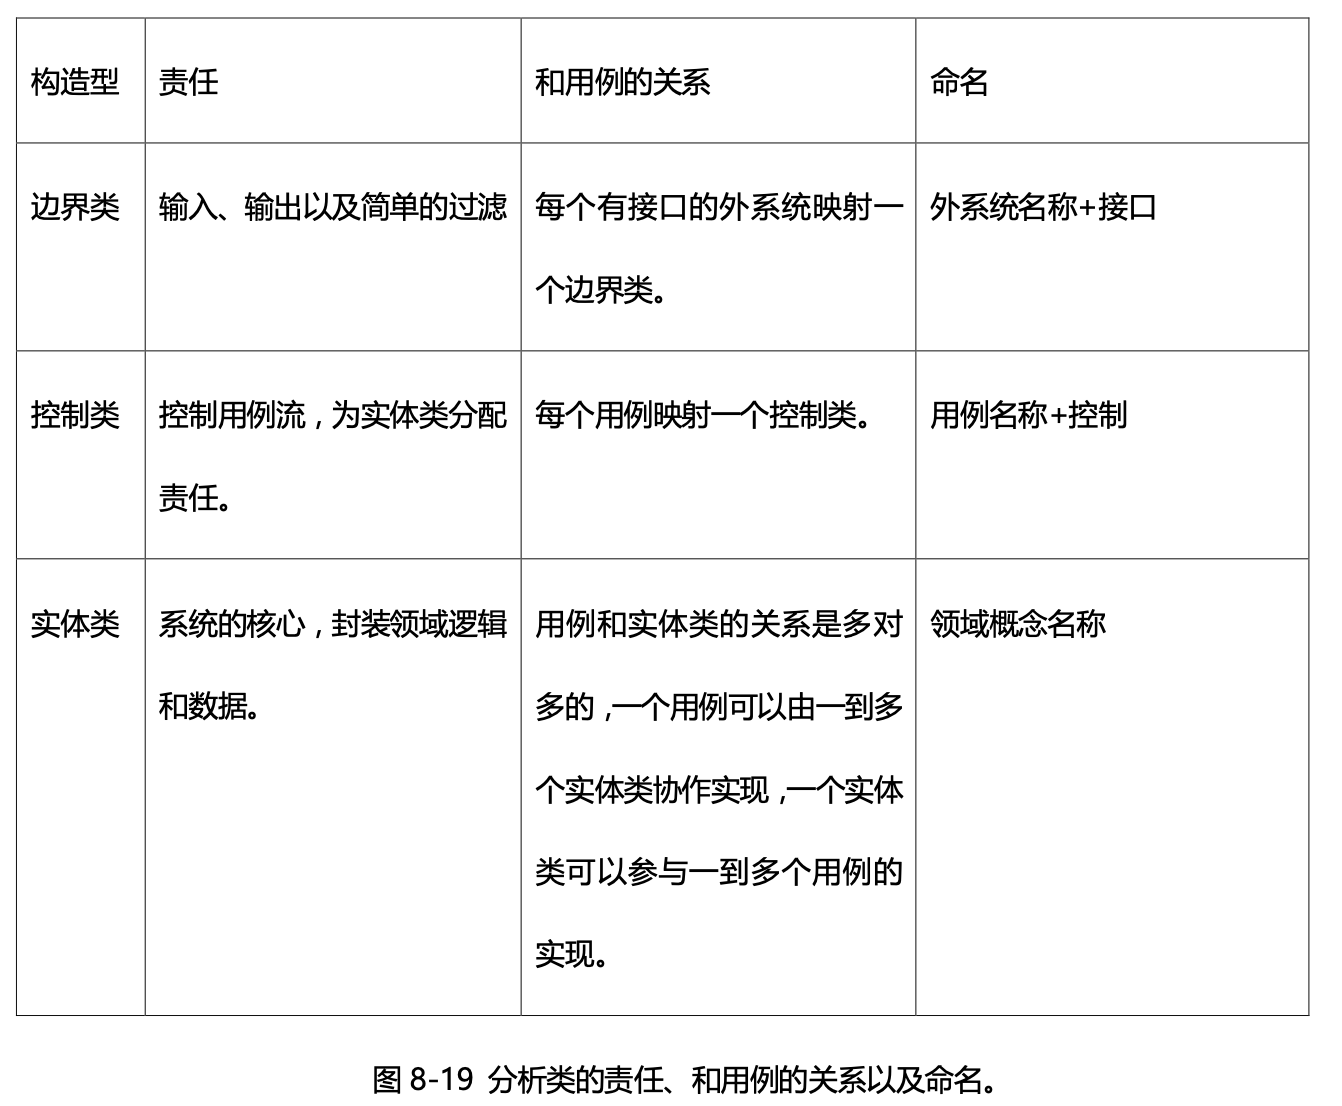 构造型 责任 和用例的关系 命名
边界类 输入、输出以及简单的过滤 每个有接口的外系统映射一 外系统名称+接口
个边界类。
控制类 控制用例流，为实体类分配 每个用例映射一个控制类。 用例名称+控制
责任。
实体类 系统的核心，封装领域逻辑 用例和实体类的关系是多对 领域概念名称
和数据。 多的，一个用例可以由一到多
个实体类协作实现，一个实体
类可以参与一到多个用例的
实现。
图 8-19 分析类的责任、和用例的关系以及命名。